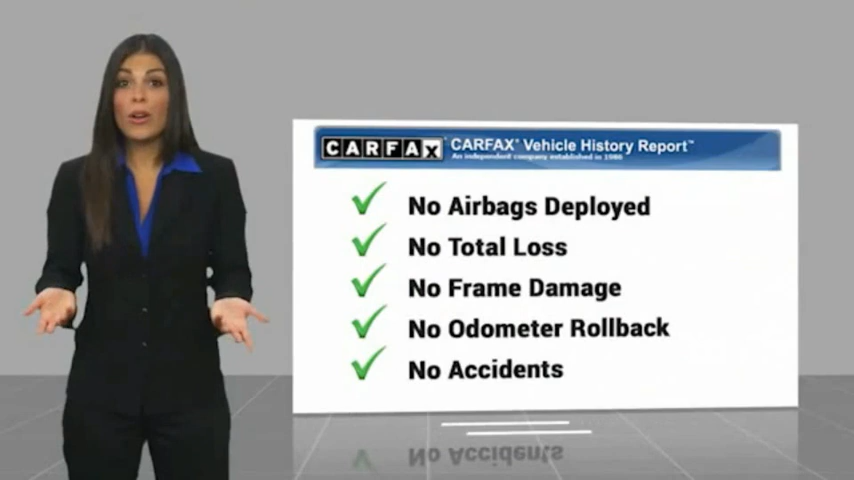 CARFAX CARFAX® Vehicle History Report™
An independent company established in 1986
No Airbags Deployed
No Total Loss
No Frame Damage
No Odometer Rollback
No Accidents
No Accidents